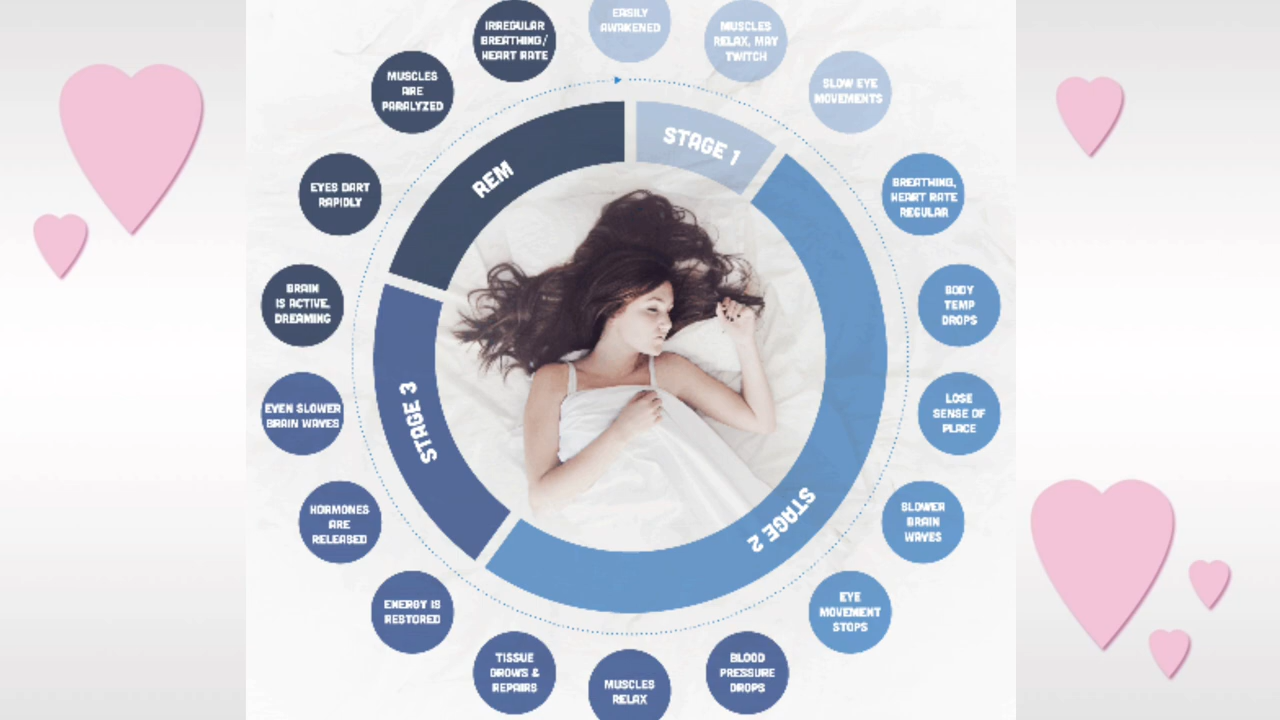 EASILY
AWAKENED
MUSCLES
RELAX, MAY
TWITCH
SLOW EYE
MOVEMENTS
BREATHING,
HEART RATE
REGULAR
BODY
TEMP
DROPS
LOSE
SENSE OF
PLACE
SLOWER
BRAIN
WAVES
EYE
MOVEMENT
STOPS
BLOOD
PRESSURE
DROPS
MUSCLES
RELAX
TISSUE
GROWS &
REPAIRS
ENERGY IS
RESTORED
HORMONES
ARE
RELEASED
EVEN SLOWER
BRAIN WAVES
BRAIN
IS ACTIVE,
DREAMING
EYES DART
RAPIDLY
MUSCLES
ARE
PARALYZED
IRREGULAR
BREATHING/
HEART RATE
STAGE 1
STAGE 2
STAGE 3
REM